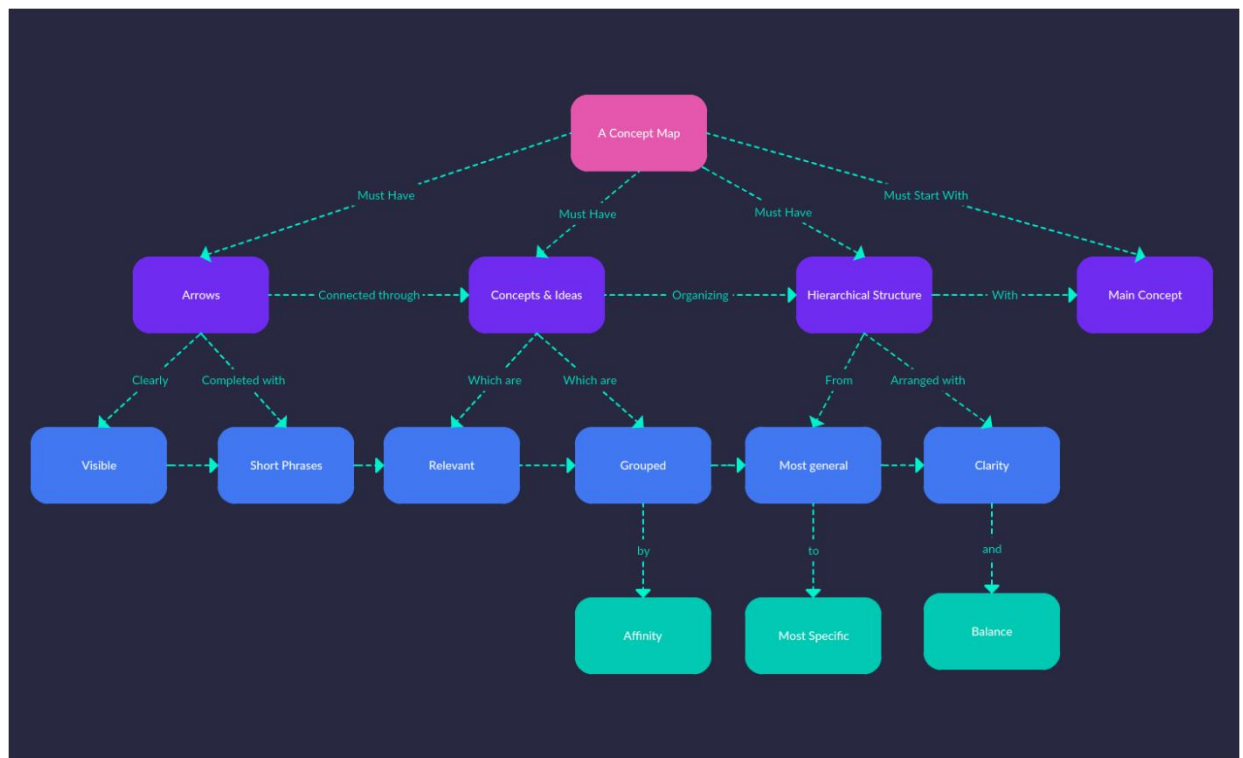 A Concept Map
Must Have
Must Start With
Must Have
Must Have
Arrows
Connected through
Concepts & Ideas
Organizing
Hierarchical Structure
With
Main Concept
Clearly
Completed with
Which are
Which are
From
Arranged with
Visible
Short Phrases
Relevant
Grouped
Most general
Clarity
by
to
and
Affinity
Most Specific
Balance